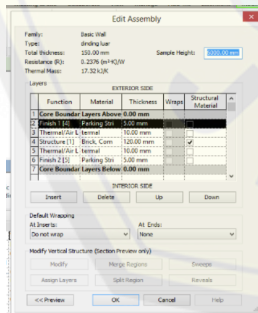 Edit Assembly
Family: Basic Wall
Type: dinding luar
Total thickness: 150.00 mm Sample Height:
Resistance (R): 0.2376 (m²·K)/W
Thermal Mass: 17.32 kJ/K
Layers
EXTERIOR SIDE
Function Material Thickness Wraps Structural Material
1 Core Boundar Layers Above 0.00 mm
2 Finish 1 [4] Parking Stri 5.00 mm
3 Thermal/Air L termal 10.00 mm
4 Structure [1] Brick, Com 120.00 mm
5 Thermal/Air L termal 10.00 mm
6 Finish 2 [5] Parking Stri 5.00 mm
7 Core Boundar Layers Below 0.00 mm
INTERIOR SIDE
Insert Delete Up Down
Default Wrapping
At Inserts: At Ends:
Do not wrap None
Modify Vertical Structure (Section Preview only)
Modify Merge Regions Sweeps
Assign Layers Split Region Reveals
<< Preview OK Cancel Help